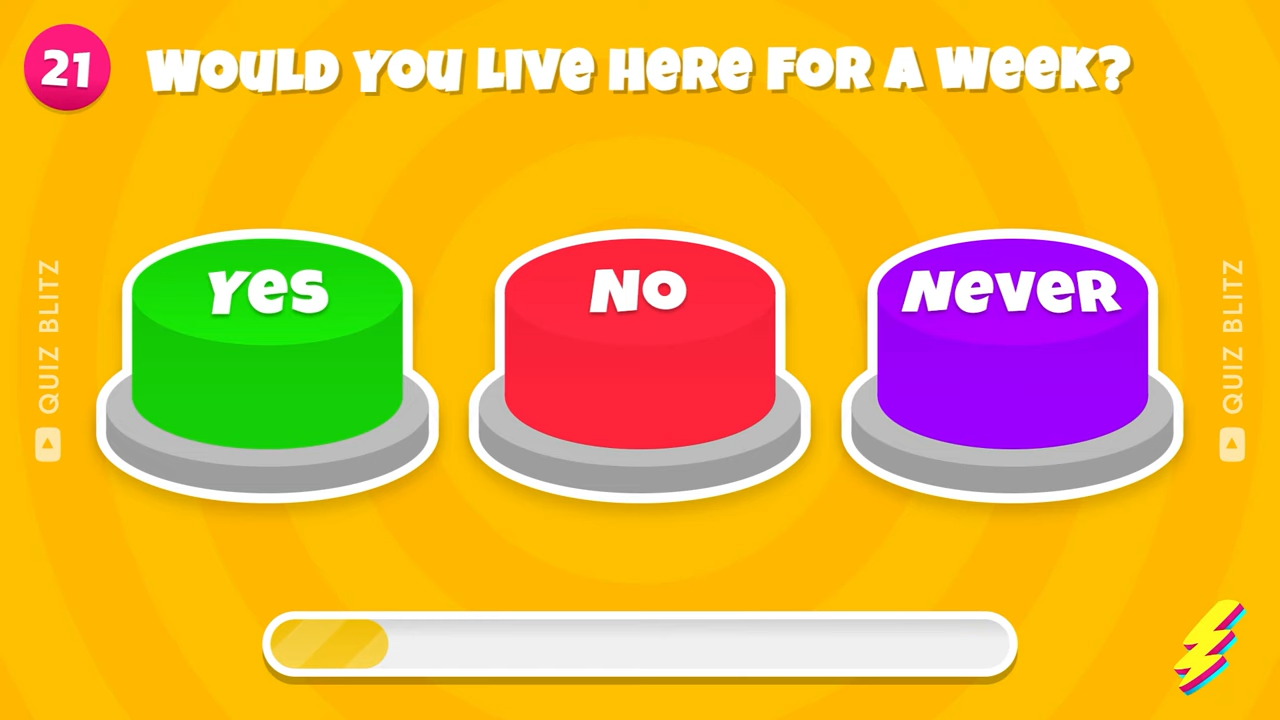 21
WOULD YOU LIVE HERE FOR A WEEK?
YES
NO
NEVER
QUIZ BLITZ
QUIZ BLITZ